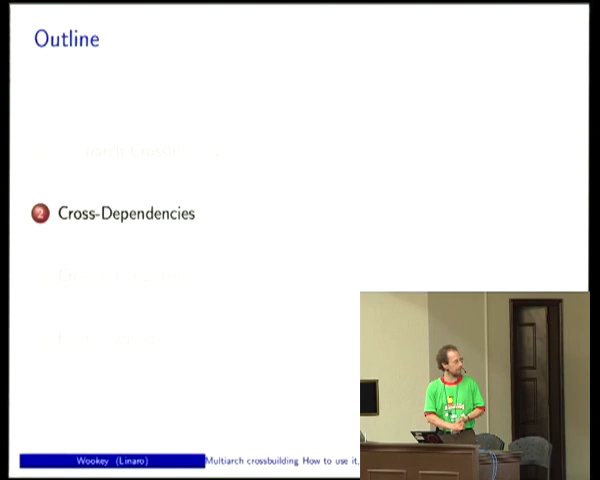 Outline
2 Cross-Dependencies
Wookey (Linaro)
Multiarch crossbuilding How to use it,